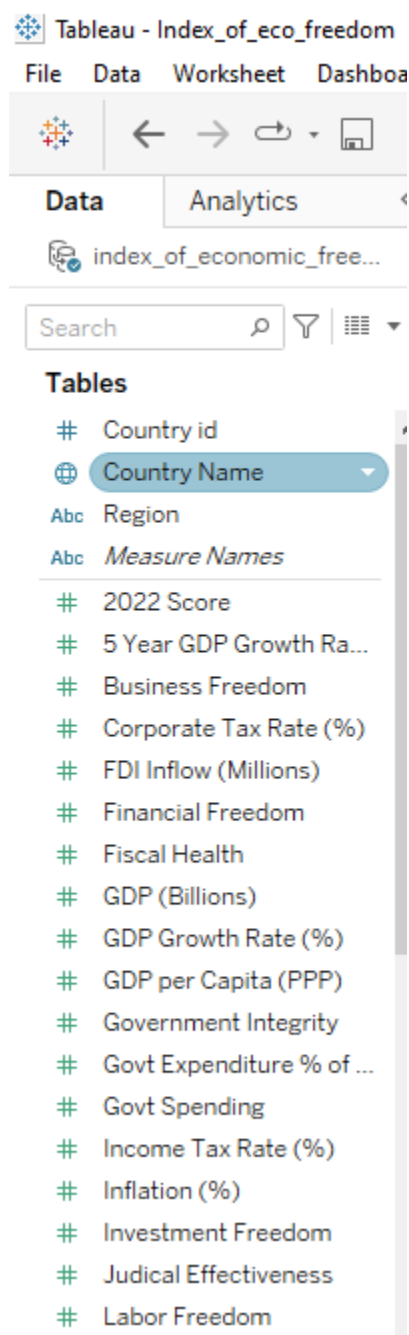 Tableau - Index_of_eco_freedom
File Data Worksheet Dashboa
Data Analytics
index_of_economic_free...
Search
Tables
# Country id
Country Name
Abc Region
Abc Measure Names
# 2022 Score
# 5 Year GDP Growth Ra...
# Business Freedom
# Corporate Tax Rate (%)
# FDI Inflow (Millions)
# Financial Freedom
# Fiscal Health
# GDP (Billions)
# GDP Growth Rate (%)
# GDP per Capita (PPP)
# Government Integrity
# Govt Expenditure % of ...
# Govt Spending
# Income Tax Rate (%)
# Inflation (%)
# Investment Freedom
# Judical Effectiveness
# Labor Freedom